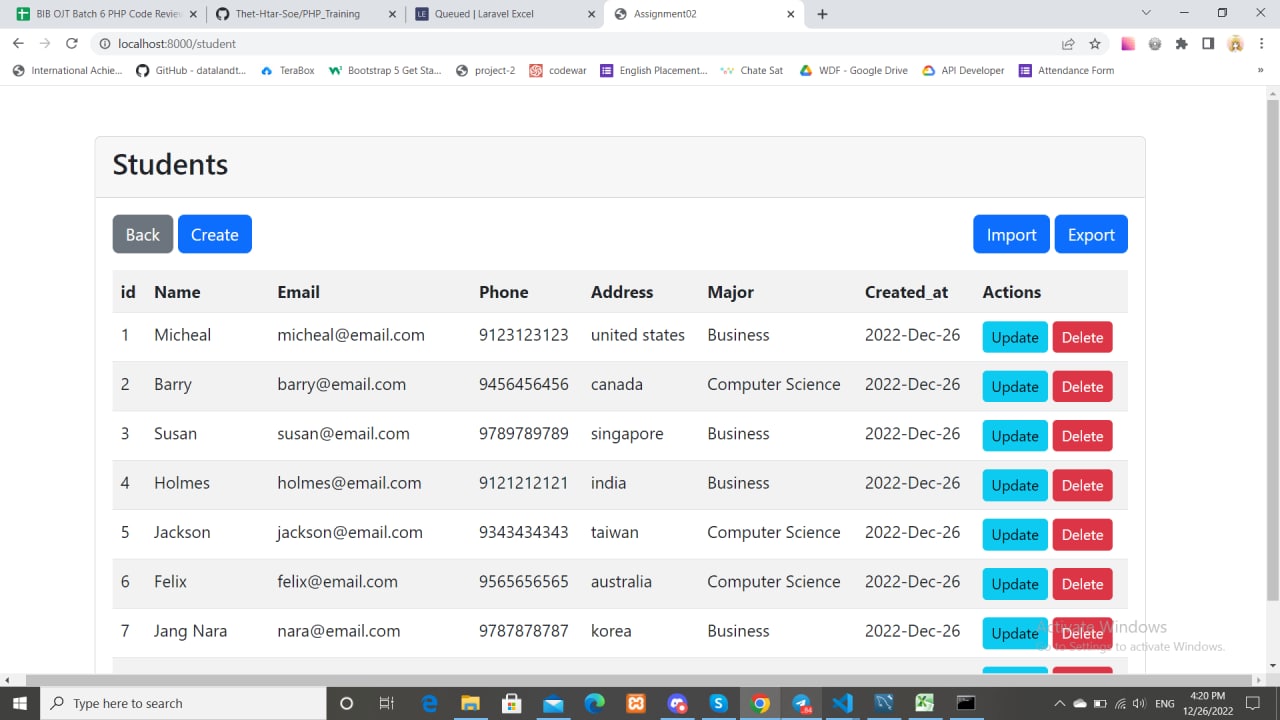 BIB OJT Batch 6 PHP Code Review
Thet-Htar-Soe/PHP_Training
Queued | Laravel Excel
Assignment02
localhost:8000/student
International Achie...
GitHub - datalandt...
TeraBox
Bootstrap 5 Get Sta...
project-2
codewar
English Placement...
Chate Sat
WDF - Google Drive
API Developer
Attendance Form
»
Students
Back Create Import Export
id Name Email Phone Address Major Created_at Actions
1 Micheal micheal@email.com 9123123123 united states Business 2022-Dec-26 Update Delete
2 Barry barry@email.com 9456456456 canada Computer Science 2022-Dec-26 Update Delete
3 Susan susan@email.com 9789789789 singapore Business 2022-Dec-26 Update Delete
4 Holmes holmes@email.com 9121212121 india Business 2022-Dec-26 Update Delete
5 Jackson jackson@email.com 9343434343 taiwan Computer Science 2022-Dec-26 Update Delete
6 Felix felix@email.com 9565656565 australia Computer Science 2022-Dec-26 Update Delete
7 Jang Nara nara@email.com 9787878787 korea Business 2022-Dec-26 Update Delete
Activate Windows
Go to Settings to activate Windows.
Type here to search
ENG
4:20 PM
12/26/2022